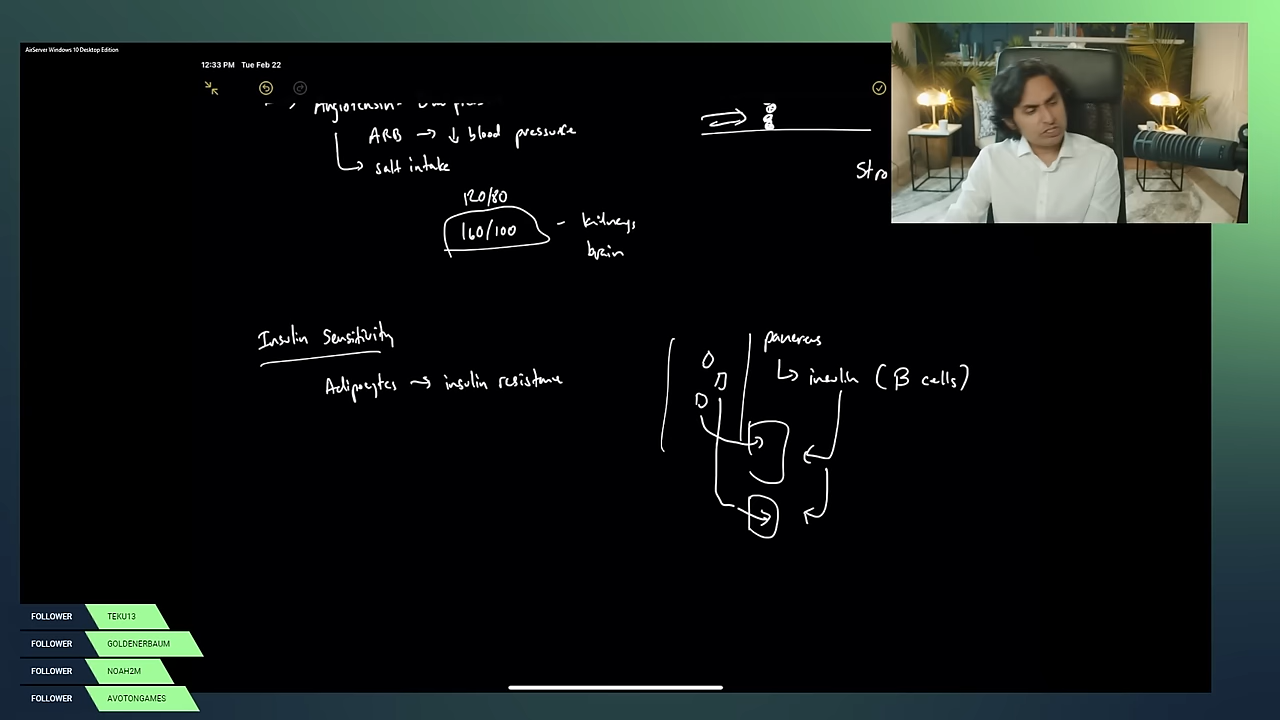 AirServer Windows 10 Desktop Edition
12:33 PM Tue Feb 22
Angiotensin-
ARB → ↓ blood pressure
↳ salt intake
Stro
120/80
160/100 - kidneys
brain
Insulin Sensitivity
Adipocytes → insulin resistance
pancreas
↳ insulin (B cells)
FOLLOWER TEKU13
FOLLOWER GOLDENERBAUM
FOLLOWER NOAH2M
FOLLOWER AVOTONGAMES